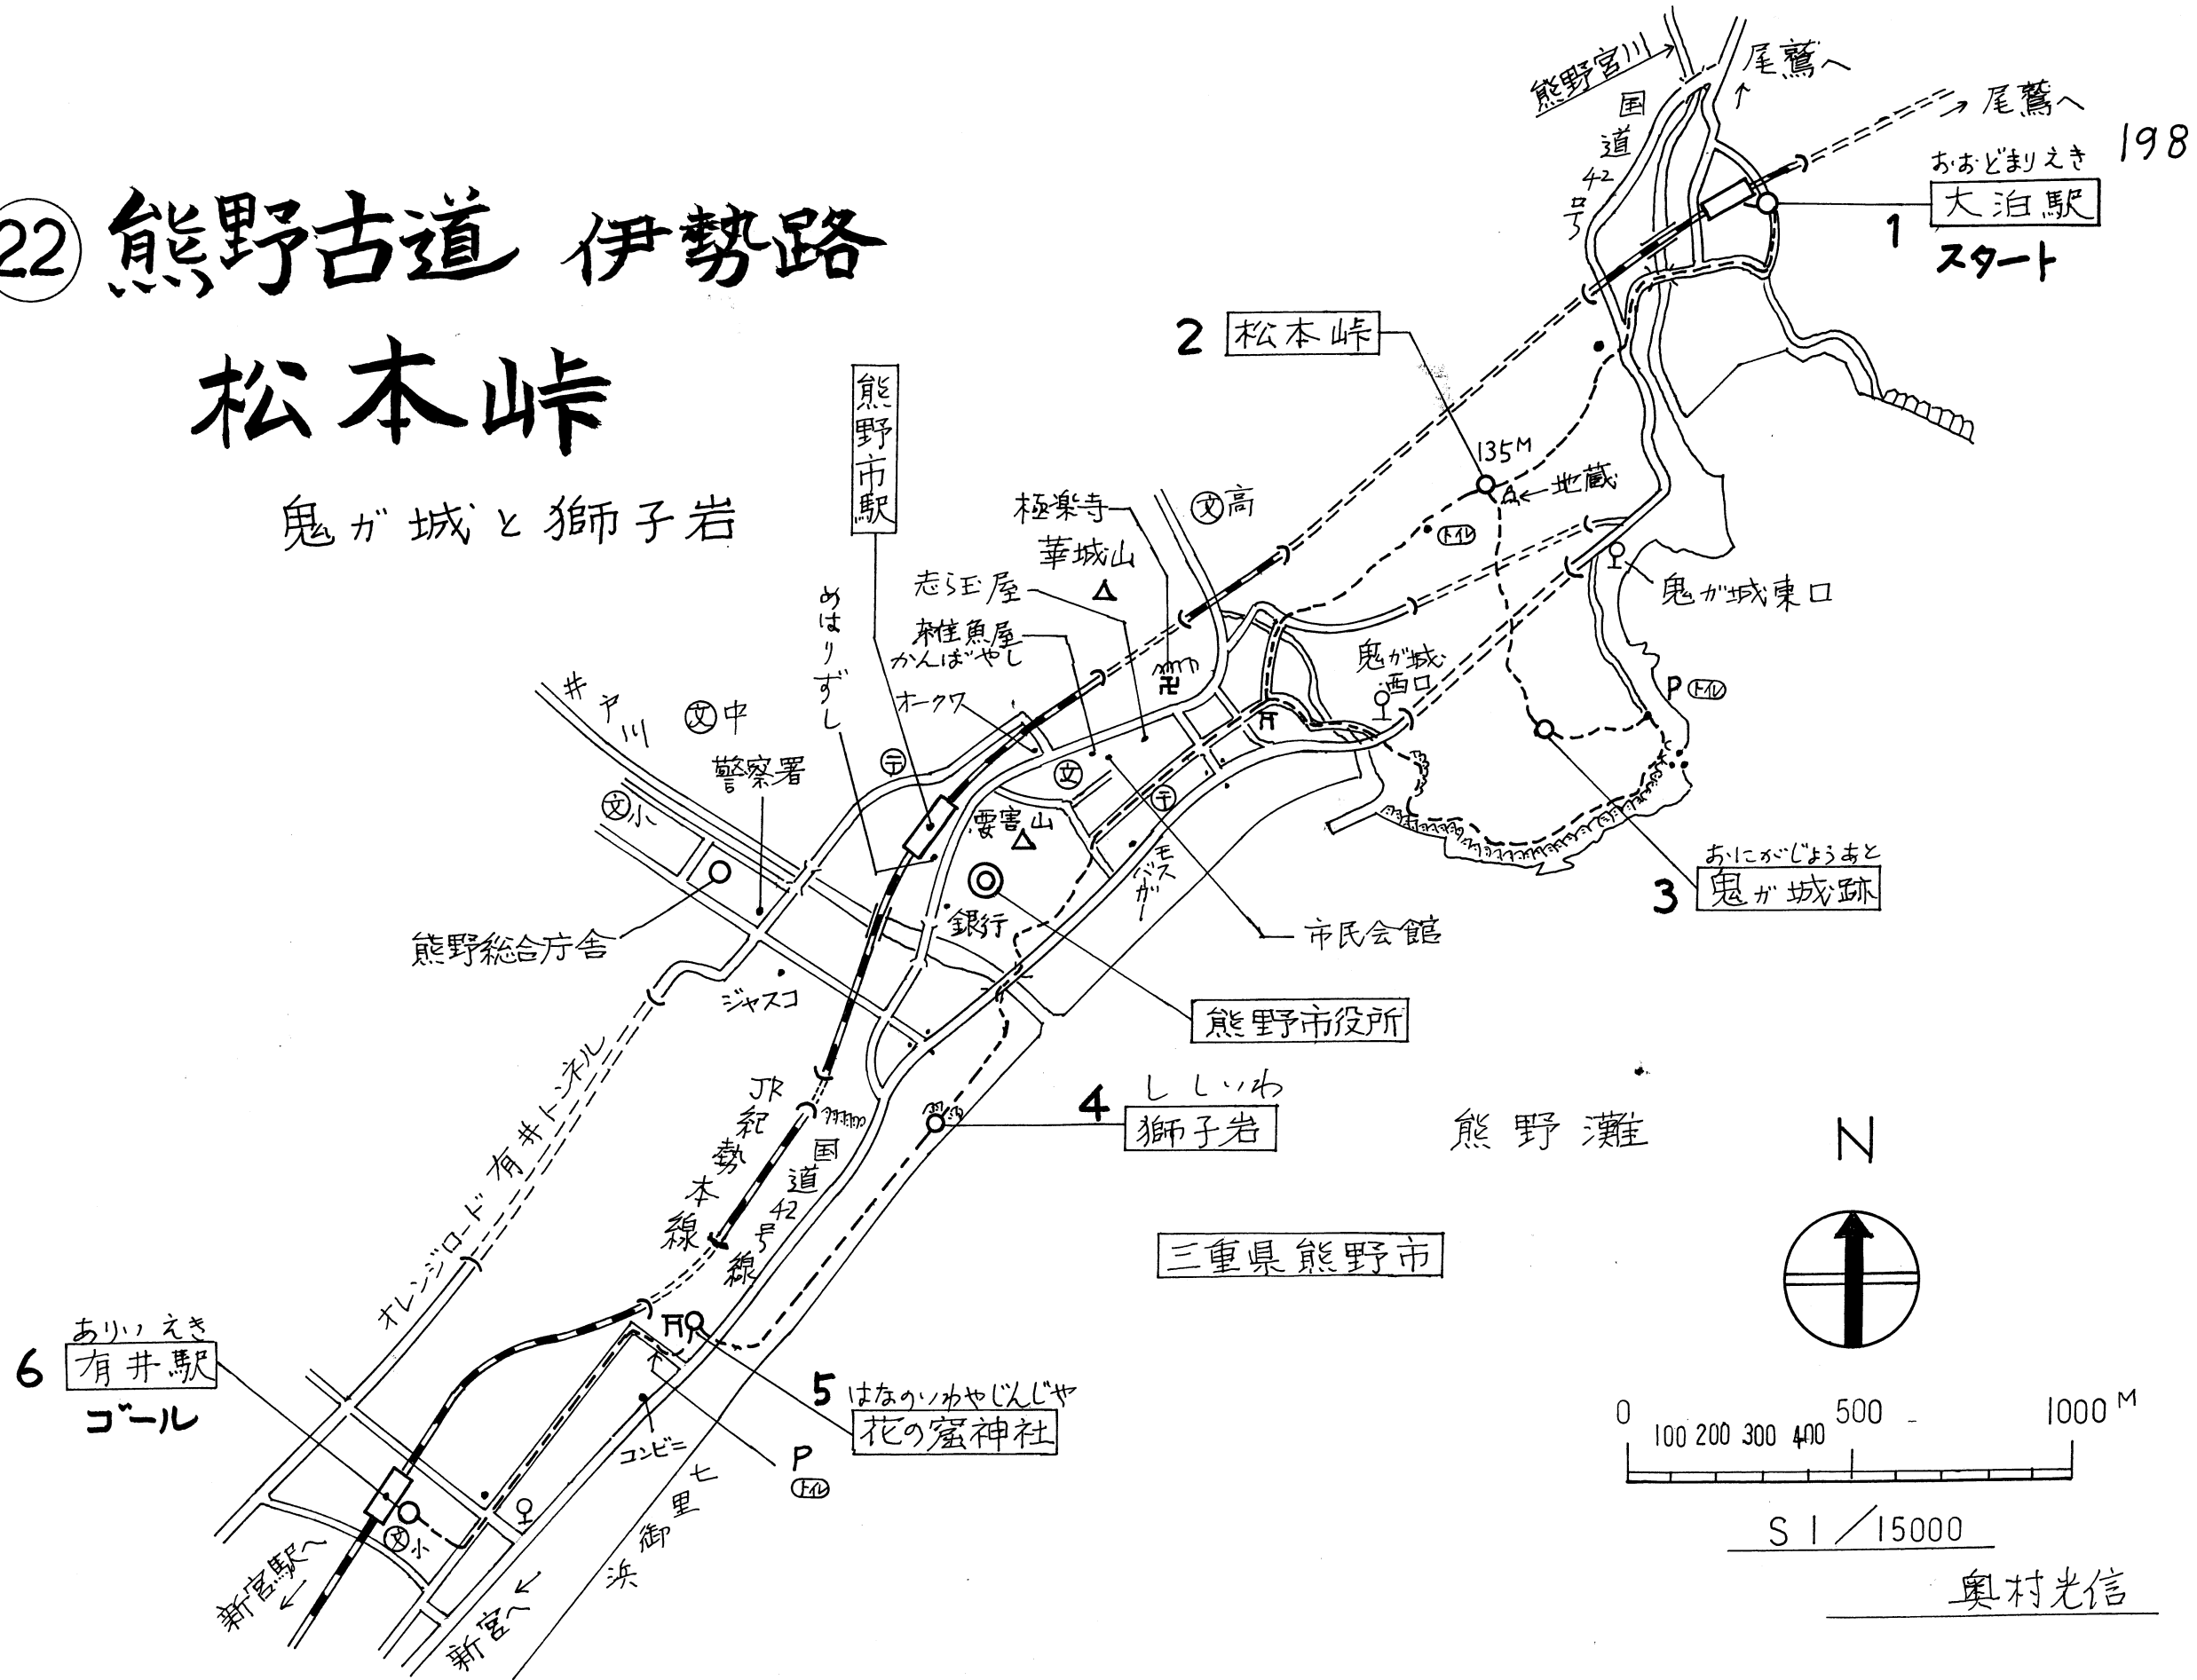 22 熊野古道 伊勢路
松本峠
鬼ガ城と獅子岩
198
熊野宮川
尾鷲へ
尾鷲へ
国道42号
おおどまりえき
1 大泊駅
スタート
2 松本峠
135M
地蔵
トイレ
鬼ガ城東口
P トイレ
鬼ガ城西口
おにがじょうあと
3 鬼ガ城跡
熊野市駅
極楽寺
華城山
文高
志ら玉屋
雑魚屋
かんばやし
オークワ
めはりずし
井戸川
文中
警察署
〒
文
〒
文小
要害山
銀行
モスバーガー
市民会館
熊野総合庁舎
ジャスコ
熊野市役所
ししいわ
4 獅子岩
熊野灘
三重県熊野市
N
オレンジロード 有井トンネル
JR紀勢本線
国道42号線
5 はなのいわやじんじゃ
花の窟神社
コンビニ
P
トイレ
七里御浜
ありいえき
6 有井駅
ゴール
文小
新宮駅へ
新宮へ
0 500 1000M
100 200 300 400
S 1/15000
奥村光信